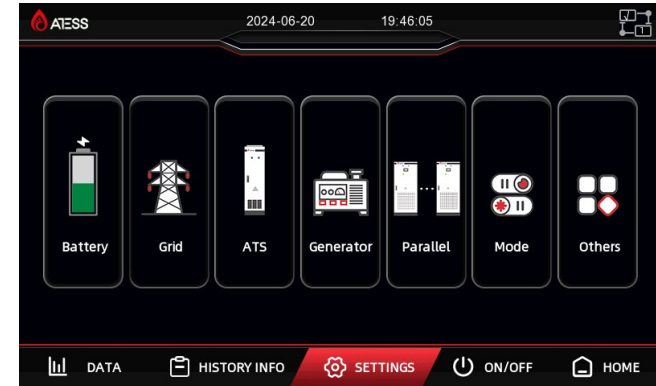 ATESS 2024-06-20 19:46:05
Battery Grid ATS Generator Parallel Mode Others
DATA HISTORY INFO SETTINGS ON/OFF HOME